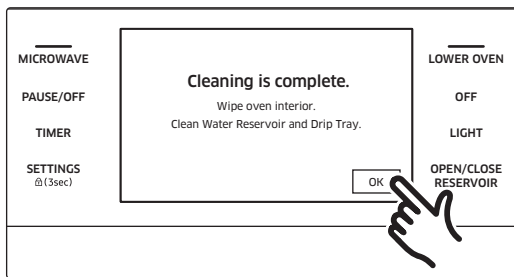 MICROWAVE
PAUSE/OFF
TIMER
SETTINGS
(3sec)
Cleaning is complete.
Wipe oven interior.
Clean Water Reservoir and Drip Tray.
OK
LOWER OVEN
OFF
LIGHT
OPEN/CLOSE
RESERVOIR